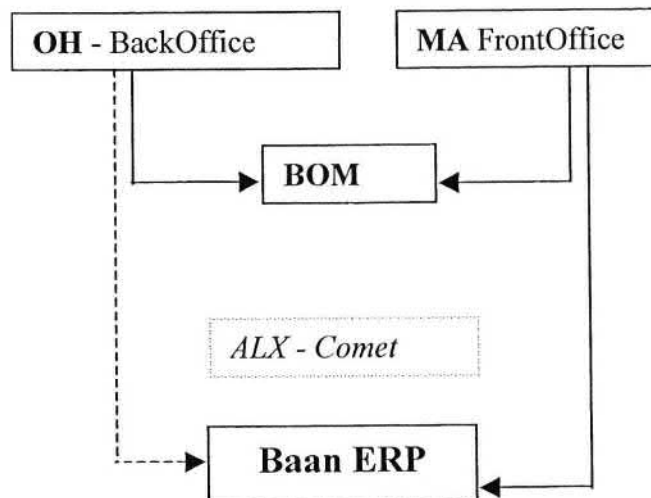 OH - BackOffice
MA FrontOffice
BOM
ALX - Comet
Baan ERP